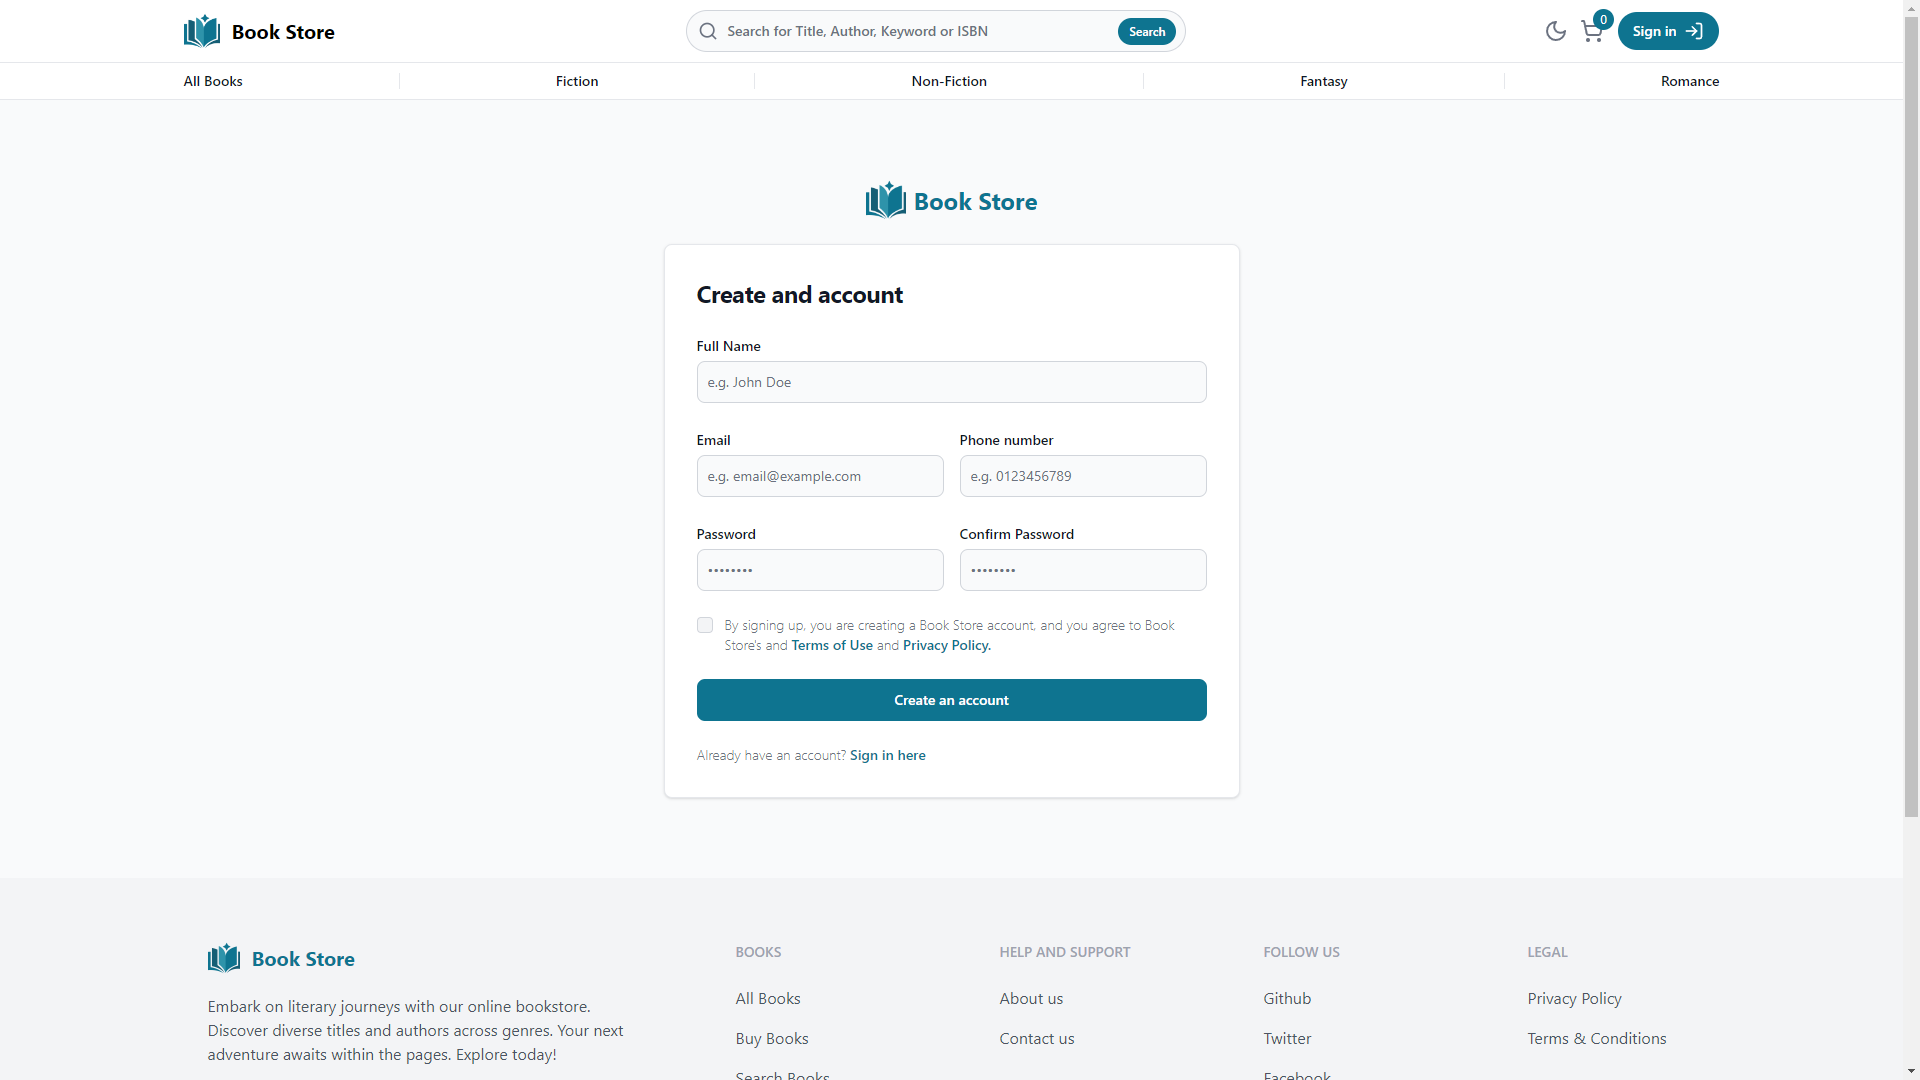 Book Store
Search for Title, Author, Keyword or ISBN
Search
0
Sign in
All Books
Fiction
Non-Fiction
Fantasy
Romance
Book Store
Create and account
Full Name
e.g. John Doe
Email
Phone number
e.g. email@example.com
e.g. 0123456789
Password
Confirm Password
••••••••
••••••••
By signing up, you are creating a Book Store account, and you agree to Book
Store's and Terms of Use and Privacy Policy.
Create an account
Already have an account? Sign in here
Book Store
Embark on literary journeys with our online bookstore.
Discover diverse titles and authors across genres. Your next
adventure awaits within the pages. Explore today!
BOOKS
All Books
Buy Books
Search Books
HELP AND SUPPORT
About us
Contact us
FOLLOW US
Github
Twitter
Facebook
LEGAL
Privacy Policy
Terms & Conditions